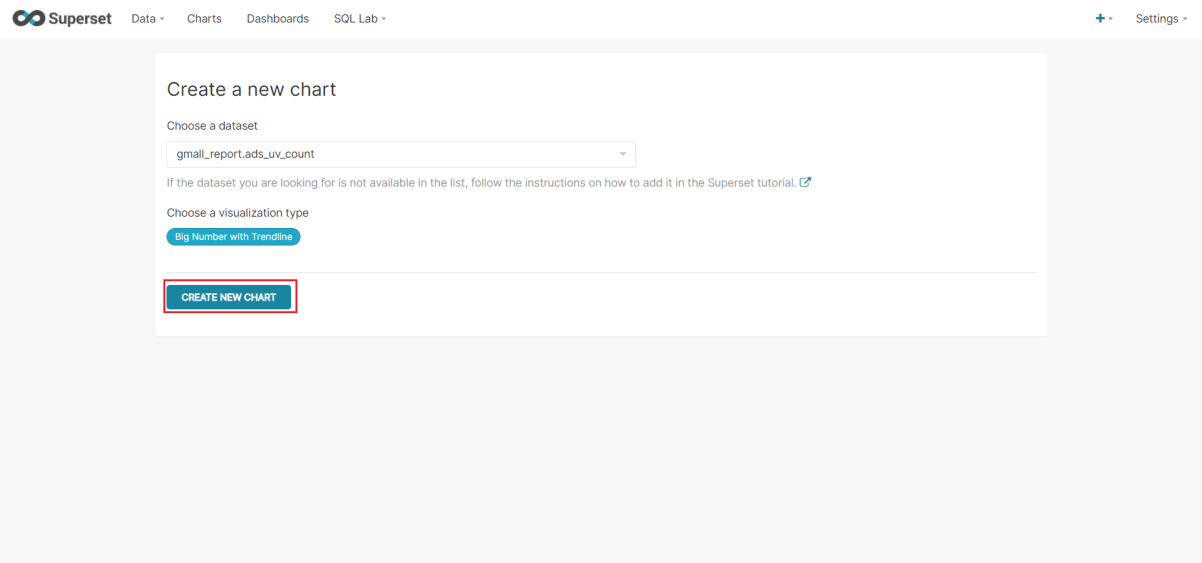 Superset Data Charts Dashboards SQL Lab + Settings
Create a new chart
Choose a dataset
gmall_report.ads_uv_count
If the dataset you are looking for is not available in the list, follow the instructions on how to add it in the Superset tutorial.
Choose a visualization type
Big Number with Trendline
CREATE NEW CHART